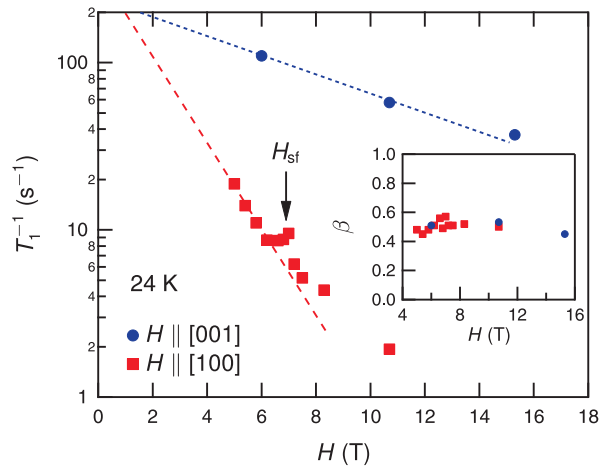 2
100
8
6
4
2
10
8
6
4
2
1
T₁⁻¹ (s⁻¹)
0 2 4 6 8 10 12 14 16 18
H (T)
Hsf
24 K
H || [001]
H || [100]
1.0
0.8
0.6
0.4
0.2
0.0
β
4 8 12 16
H (T)